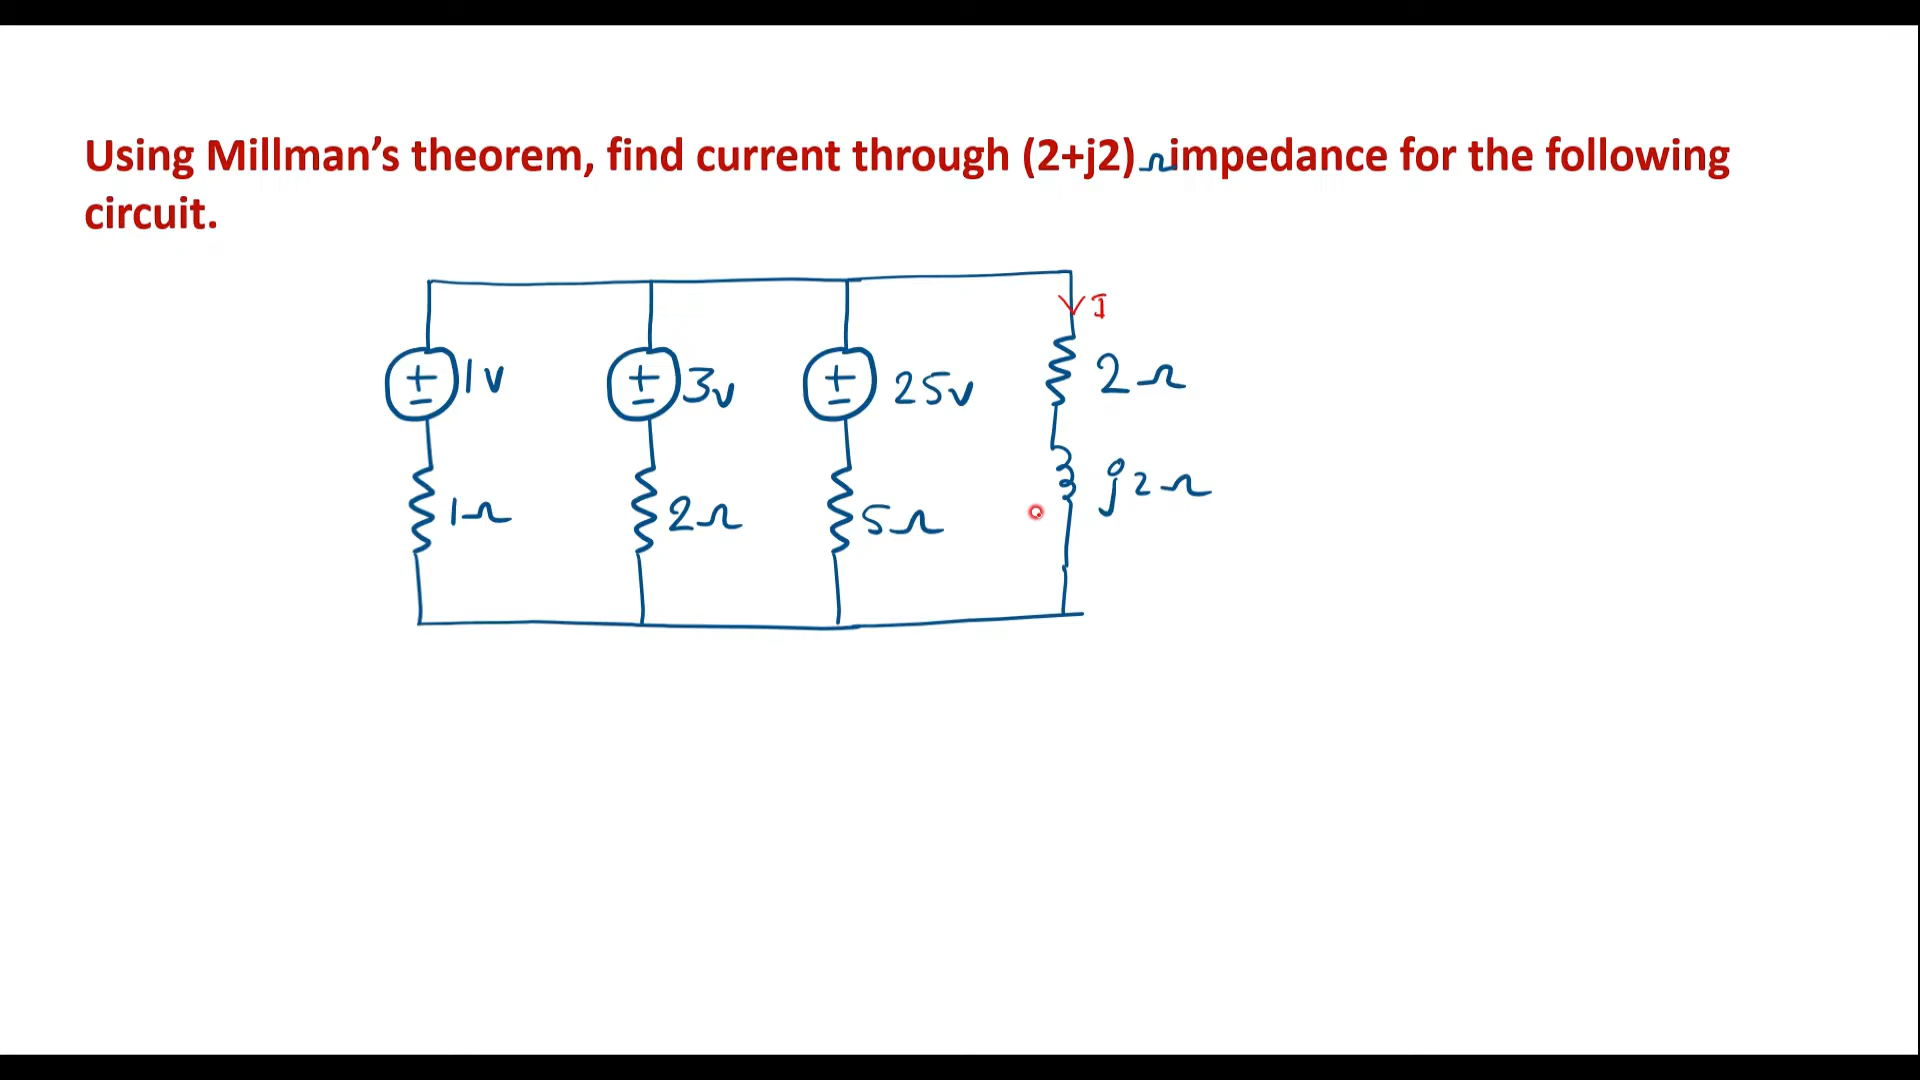 Using Millman’s theorem, find current through (2+j2)Ωimpedance for the following
circuit.
I
1V 3V 25V 2Ω
j2Ω
1Ω 2Ω 5Ω